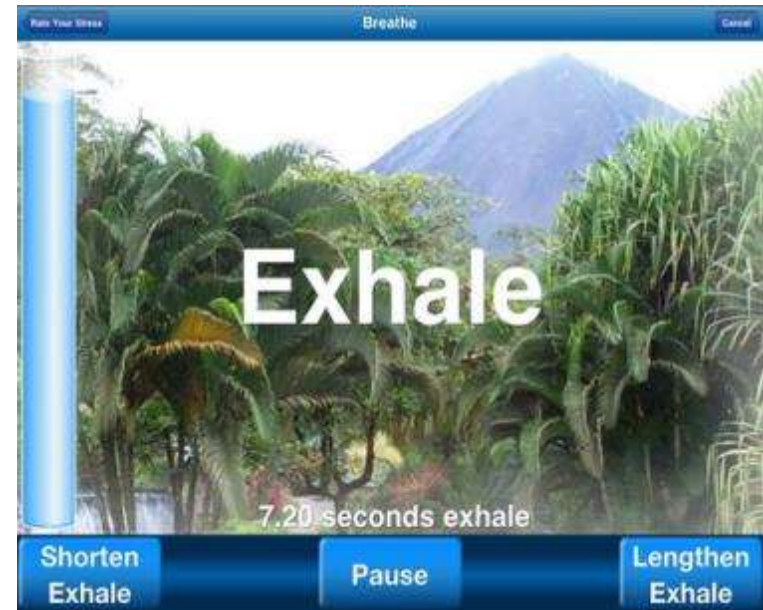 Rate Your Stress
Breathe
Cancel
Exhale
7.20 seconds exhale
Shorten
Exhale
Pause
Lengthen
Exhale